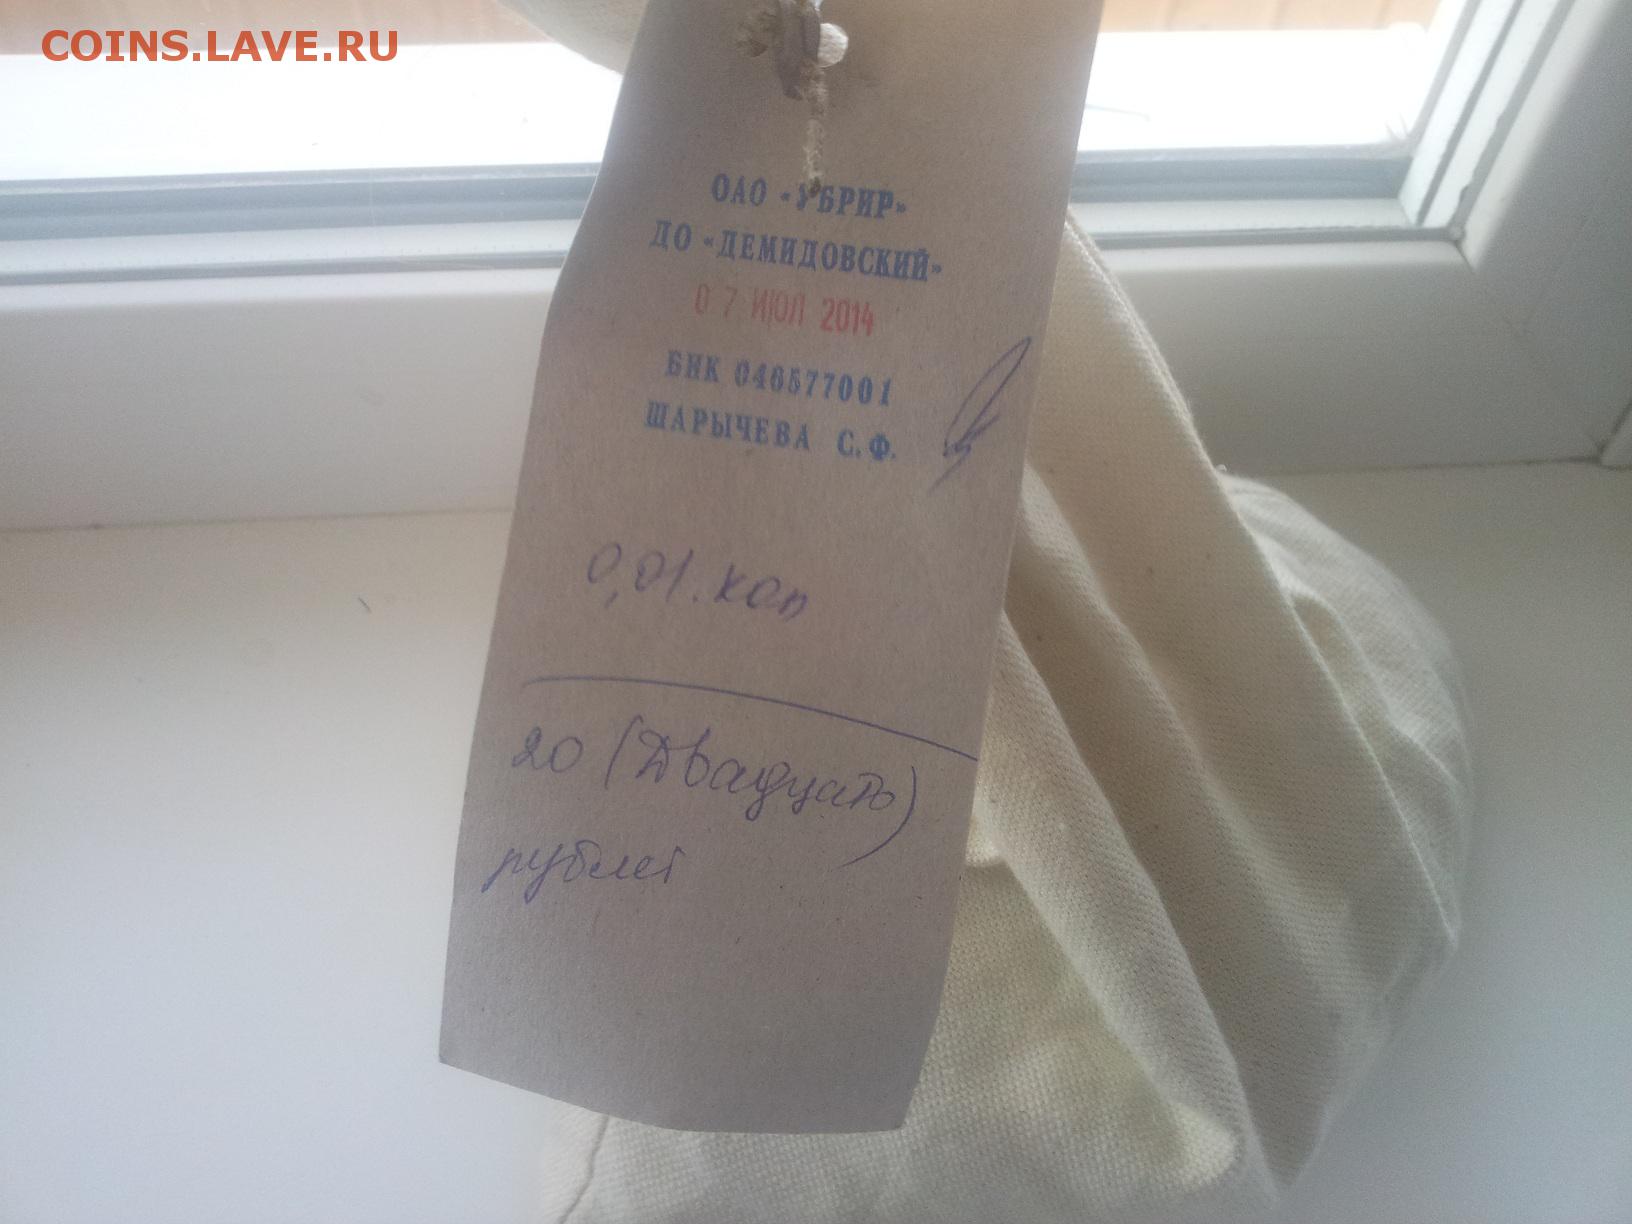 COINS.LAVE.RU
ОАО «УБРИР»
ДО «ДЕМИДОВСКИЙ»
07 ИЮЛ 2014
БИК 046577001
ШАРЫЧЕВА С. Ф.
0,01. коп
20 (Двадцать)
рублей